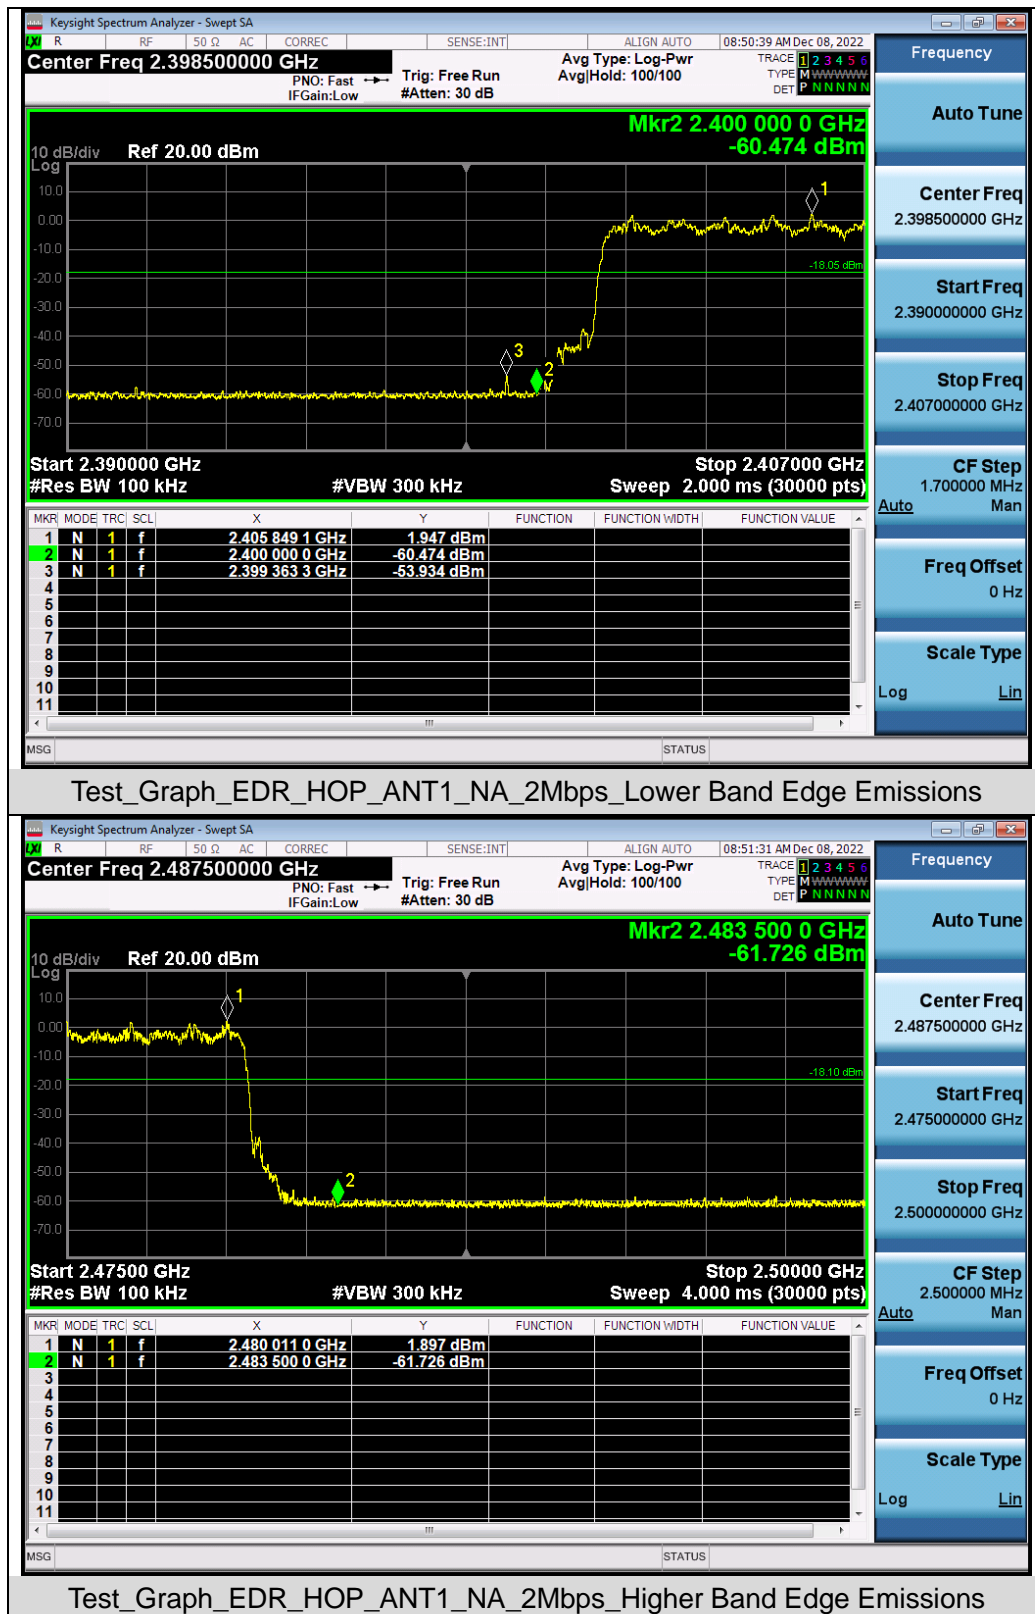 Keysight Spectrum Analyzer - Swept SA
LXI R RF 50 Ω AC CORREC SENSE:INT ALIGN AUTO 08:50:39 AM Dec 08, 2022
Center Freq 2.398500000 GHz
PNO: Fast
IFGain:Low
Trig: Free Run
#Atten: 30 dB
Avg Type: Log-Pwr
Avg|Hold: 100/100
TRACE 1 2 3 4 5 6
TYPE M W W W W W
DET P N N N N N
Mkr2 2.400 000 0 GHz
-60.474 dBm
10 dB/div Ref 20.00 dBm
Log
10.0
0.00
-10.0
-20.0
-30.0
-40.0
-50.0
-60.0
-70.0
1
-18.05 dBm
3
2
Start 2.390000 GHz Stop 2.407000 GHz
#Res BW 100 kHz #VBW 300 kHz Sweep 2.000 ms (30000 pts)
MKR MODE TRC SCL X Y FUNCTION FUNCTION WIDTH FUNCTION VALUE
1 N 1 f 2.405 849 1 GHz 1.947 dBm
2 N 1 f 2.400 000 0 GHz -60.474 dBm
3 N 1 f 2.399 363 3 GHz -53.934 dBm
4
5
6
7
8
9
10
11
MSG STATUS
Frequency
Auto Tune
Center Freq
2.398500000 GHz
Start Freq
2.390000000 GHz
Stop Freq
2.407000000 GHz
CF Step
1.700000 MHz
Auto Man
Freq Offset
0 Hz
Scale Type
Log Lin
Test_Graph_EDR_HOP_ANT1_NA_2Mbps_Lower Band Edge Emissions
Keysight Spectrum Analyzer - Swept SA
LXI R RF 50 Ω AC CORREC SENSE:INT ALIGN AUTO 08:51:31 AM Dec 08, 2022
Center Freq 2.487500000 GHz
PNO: Fast
IFGain:Low
Trig: Free Run
#Atten: 30 dB
Avg Type: Log-Pwr
Avg|Hold: 100/100
TRACE 1 2 3 4 5 6
TYPE M W W W W W
DET P N N N N N
Mkr2 2.483 500 0 GHz
-61.726 dBm
10 dB/div Ref 20.00 dBm
Log
10.0
0.00
-10.0
-20.0
-30.0
-40.0
-50.0
-60.0
-70.0
1
-18.10 dBm
2
Start 2.47500 GHz Stop 2.50000 GHz
#Res BW 100 kHz #VBW 300 kHz Sweep 4.000 ms (30000 pts)
MKR MODE TRC SCL X Y FUNCTION FUNCTION WIDTH FUNCTION VALUE
1 N 1 f 2.480 011 0 GHz 1.897 dBm
2 N 1 f 2.483 500 0 GHz -61.726 dBm
3
4
5
6
7
8
9
10
11
MSG STATUS
Frequency
Auto Tune
Center Freq
2.487500000 GHz
Start Freq
2.475000000 GHz
Stop Freq
2.500000000 GHz
CF Step
2.500000 MHz
Auto Man
Freq Offset
0 Hz
Scale Type
Log Lin
Test_Graph_EDR_HOP_ANT1_NA_2Mbps_Higher Band Edge Emissions